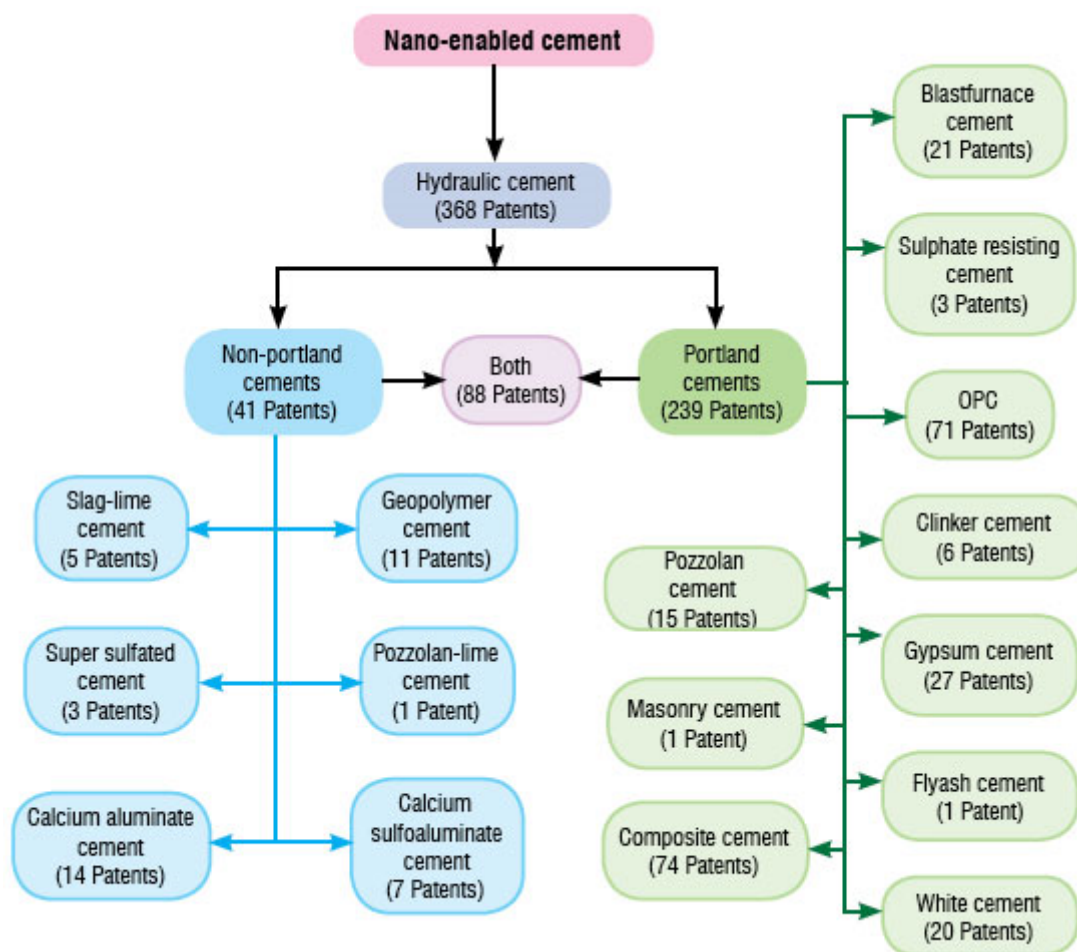 Nano-enabled cement
Hydraulic cement
(368 Patents)
Non-portland
cements
(41 Patents)
Both
(88 Patents)
Portland
cements
(239 Patents)
Slag-lime
cement
(5 Patents)
Geopolymer
cement
(11 Patents)
Super sulfated
cement
(3 Patents)
Pozzolan-lime
cement
(1 Patent)
Calcium aluminate
cement
(14 Patents)
Calcium
sulfoaluminate
cement
(7 Patents)
Pozzolan
cement
(15 Patents)
Masonry cement
(1 Patent)
Composite cement
(74 Patents)
Blastfurnace
cement
(21 Patents)
Sulphate resisting
cement
(3 Patents)
OPC
(71 Patents)
Clinker cement
(6 Patents)
Gypsum cement
(27 Patents)
Flyash cement
(1 Patent)
White cement
(20 Patents)